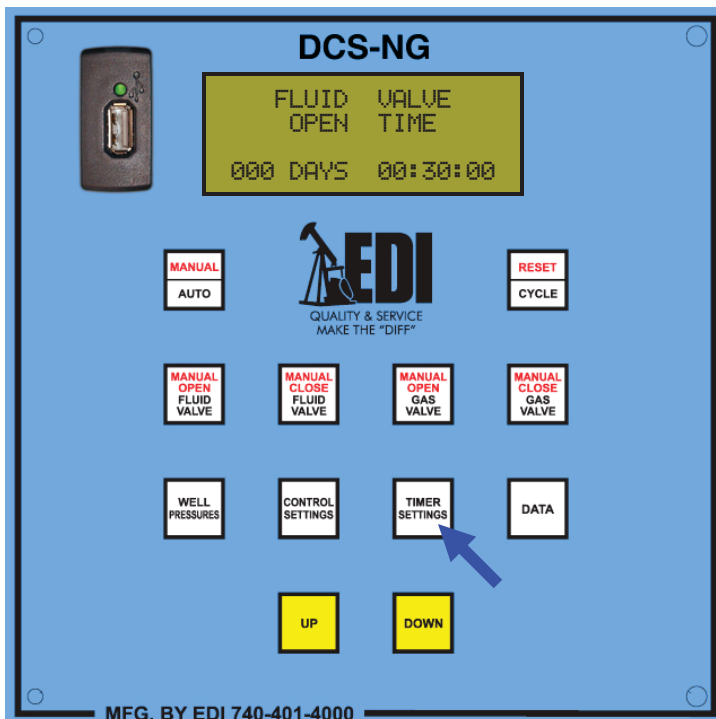 DCS-NG
FLUID VALVE
OPEN TIME
000 DAYS 00:30:00
EDI
QUALITY & SERVICE
MAKE THE "DIFF"
MANUAL
AUTO
RESET
CYCLE
MANUAL
OPEN
FLUID
VALVE
MANUAL
CLOSE
FLUID
VALVE
MANUAL
OPEN
GAS
VALVE
MANUAL
CLOSE
GAS
VALVE
WELL
PRESSURES
CONTROL
SETTINGS
TIMER
SETTINGS
DATA
UP
DOWN
MFG. BY EDI 740-401-4000